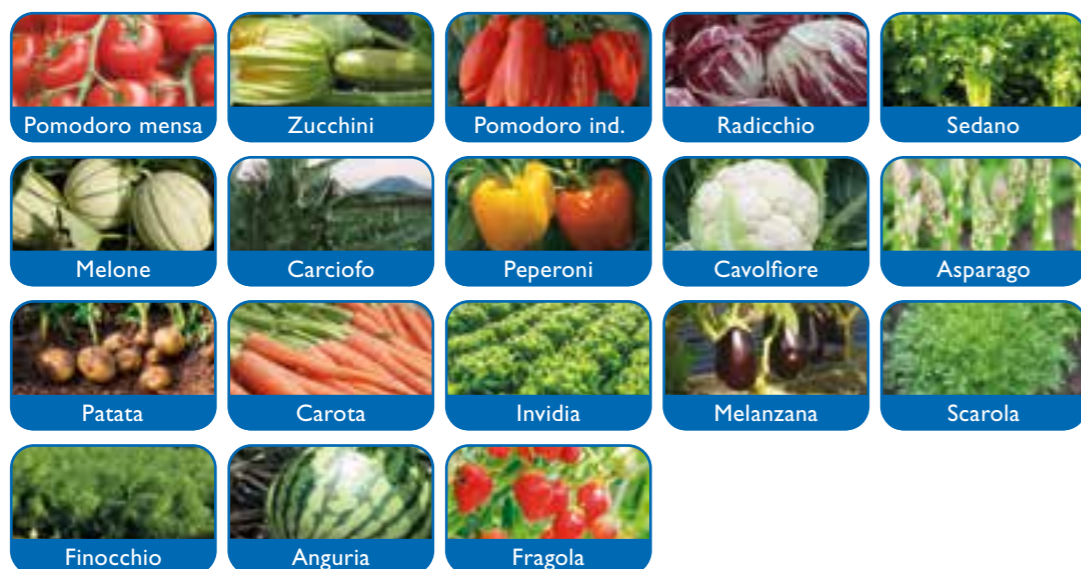 Pomodoro mensa
Zucchini
Pomodoro ind.
Radicchio
Sedano
Melone
Carciofo
Peperoni
Cavolfiore
Asparago
Patata
Carota
Invidia
Melanzana
Scarola
Finocchio
Anguria
Fragola